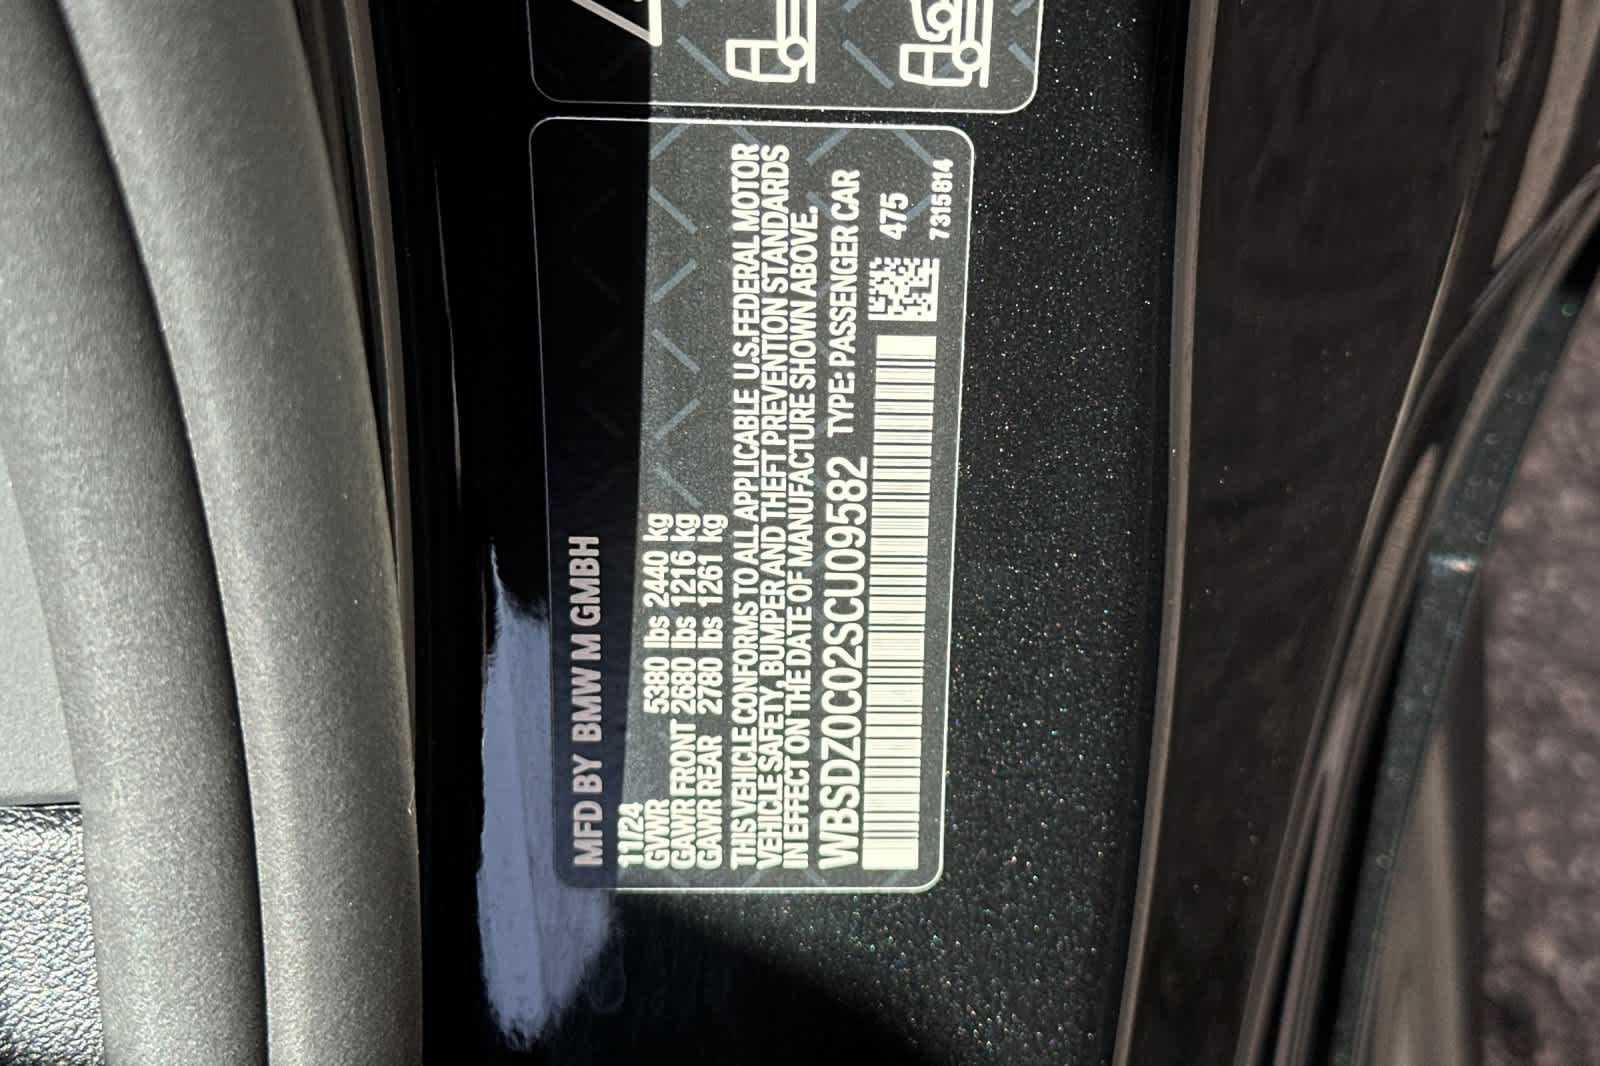 MFD BY BMW M GMBH
11/24
GVWR 5380 lbs 2440 kg
GAWR FRONT 2680 lbs 1216 kg
GAWR REAR 2780 lbs 1261 kg
THIS VEHICLE CONFORMS TO ALL APPLICABLE U.S.FEDERAL MOTOR
VEHICLE SAFETY, BUMPER AND THEFT PREVENTION STANDARDS
IN EFFECT ON THE DATE OF MANUFACTURE SHOWN ABOVE.
WBSDZ0C02SCU09582 TYPE: PASSENGER CAR
475
7315814